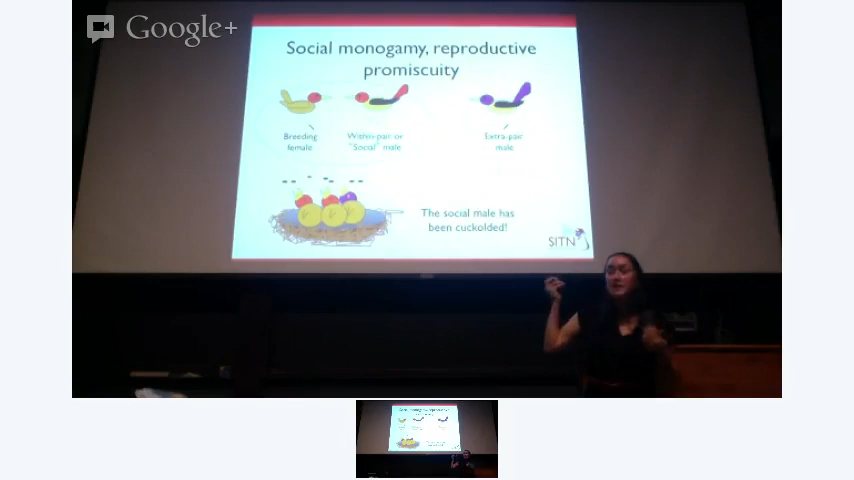 Google+
Social monogamy, reproductive
promiscuity
Breeding
female
Within-pair or
"Social" male
Extra-pair
male
The social male has
been cuckolded!
SITN